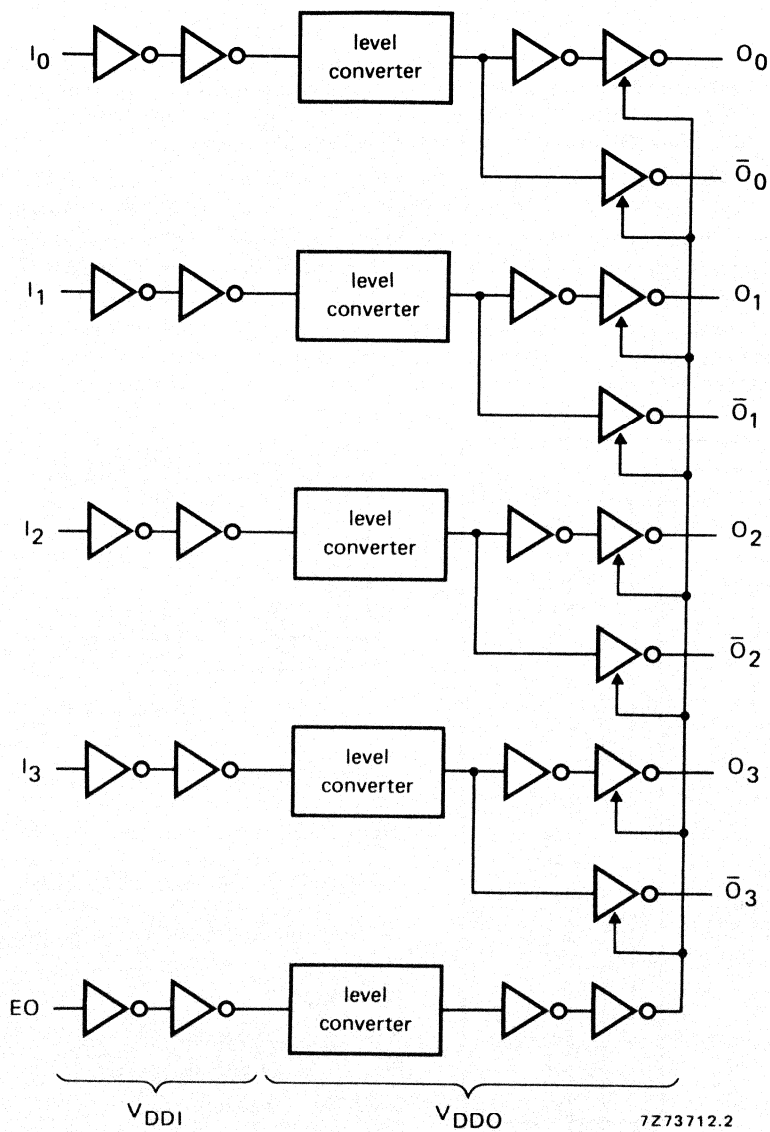 I0 level converter O0
Ō0
I1 level converter O1
Ō1
I2 level converter O2
Ō2
I3 level converter O3
Ō3
EO level converter
VDDI VDDO 7Z73712.2